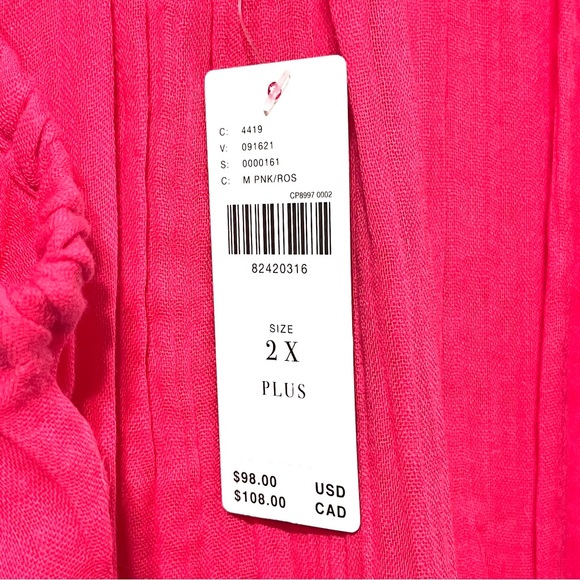 C: 4419
V: 091621
S: 0000161
C: M PNK/ROS
CP8997 0002
82420316
SIZE
2 X
PLUS
$98.00 USD
$108.00 CAD